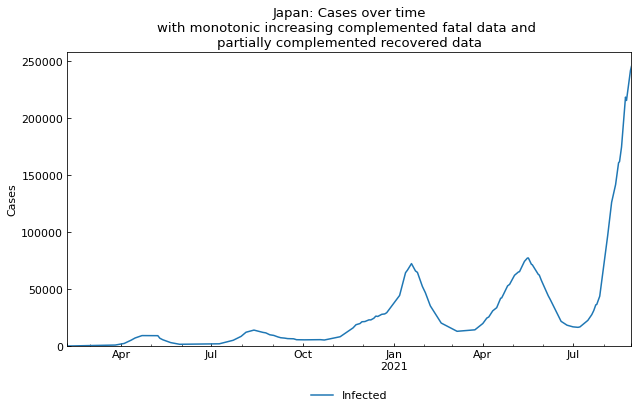 Japan: Cases over time
with monotonic increasing complemented fatal data and
partially complemented recovered data
250000
200000
150000
100000
50000
0
Cases
Apr
Jul
Oct
Jan
2021
Apr
Jul
Infected